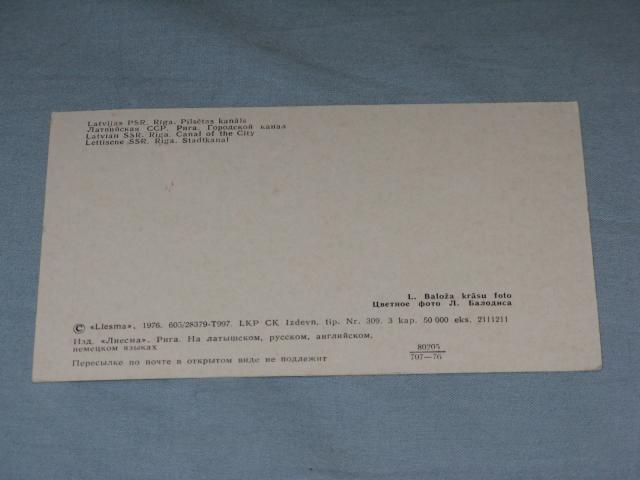 Latvijas PSR. Rīga. Pilsētas kanāls
Латвийская ССР. Рига. Городской канал
Latvian SSR. Riga. Canal of the City
Lettische SSR. Riga. Stadtkanal
L. Baloža krāsu foto
Цветное фото Л. Балодиса
© «Liesma», 1976. 605/28379-T997. LKP CK Izdevn. tip. Nr. 309. 3 kap. 50 000 eks. 2111211
Изд. «Лиесма». Рига. На латышском, русском, английском,
немецком языках
80205
707—76
Пересылке по почте в открытом виде не подлежит